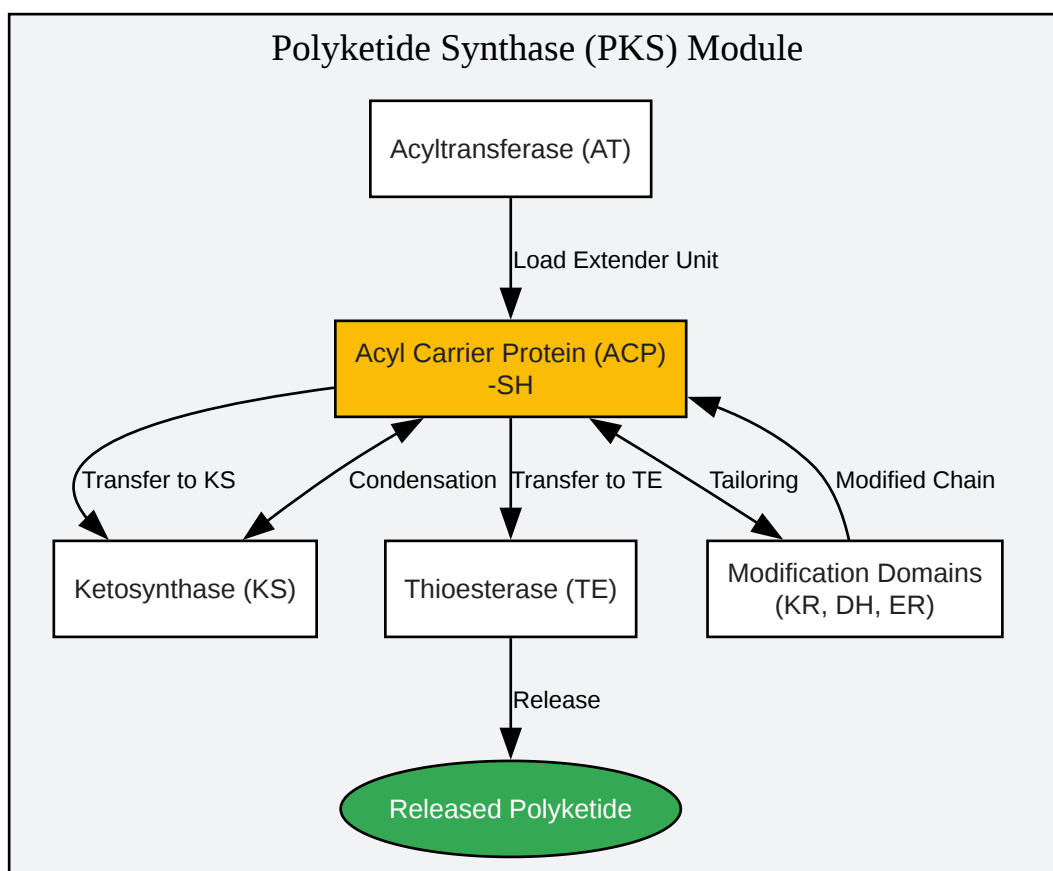 Polyketide Synthase (PKS) Module
Acyltransferase (AT)
Load Extender Unit
Acyl Carrier Protein (ACP)
-SH
Transfer to KS
Condensation
Transfer to TE
Tailoring
Modified Chain
Ketosynthase (KS)
Thioesterase (TE)
Modification Domains
(KR, DH, ER)
Release
Released Polyketide